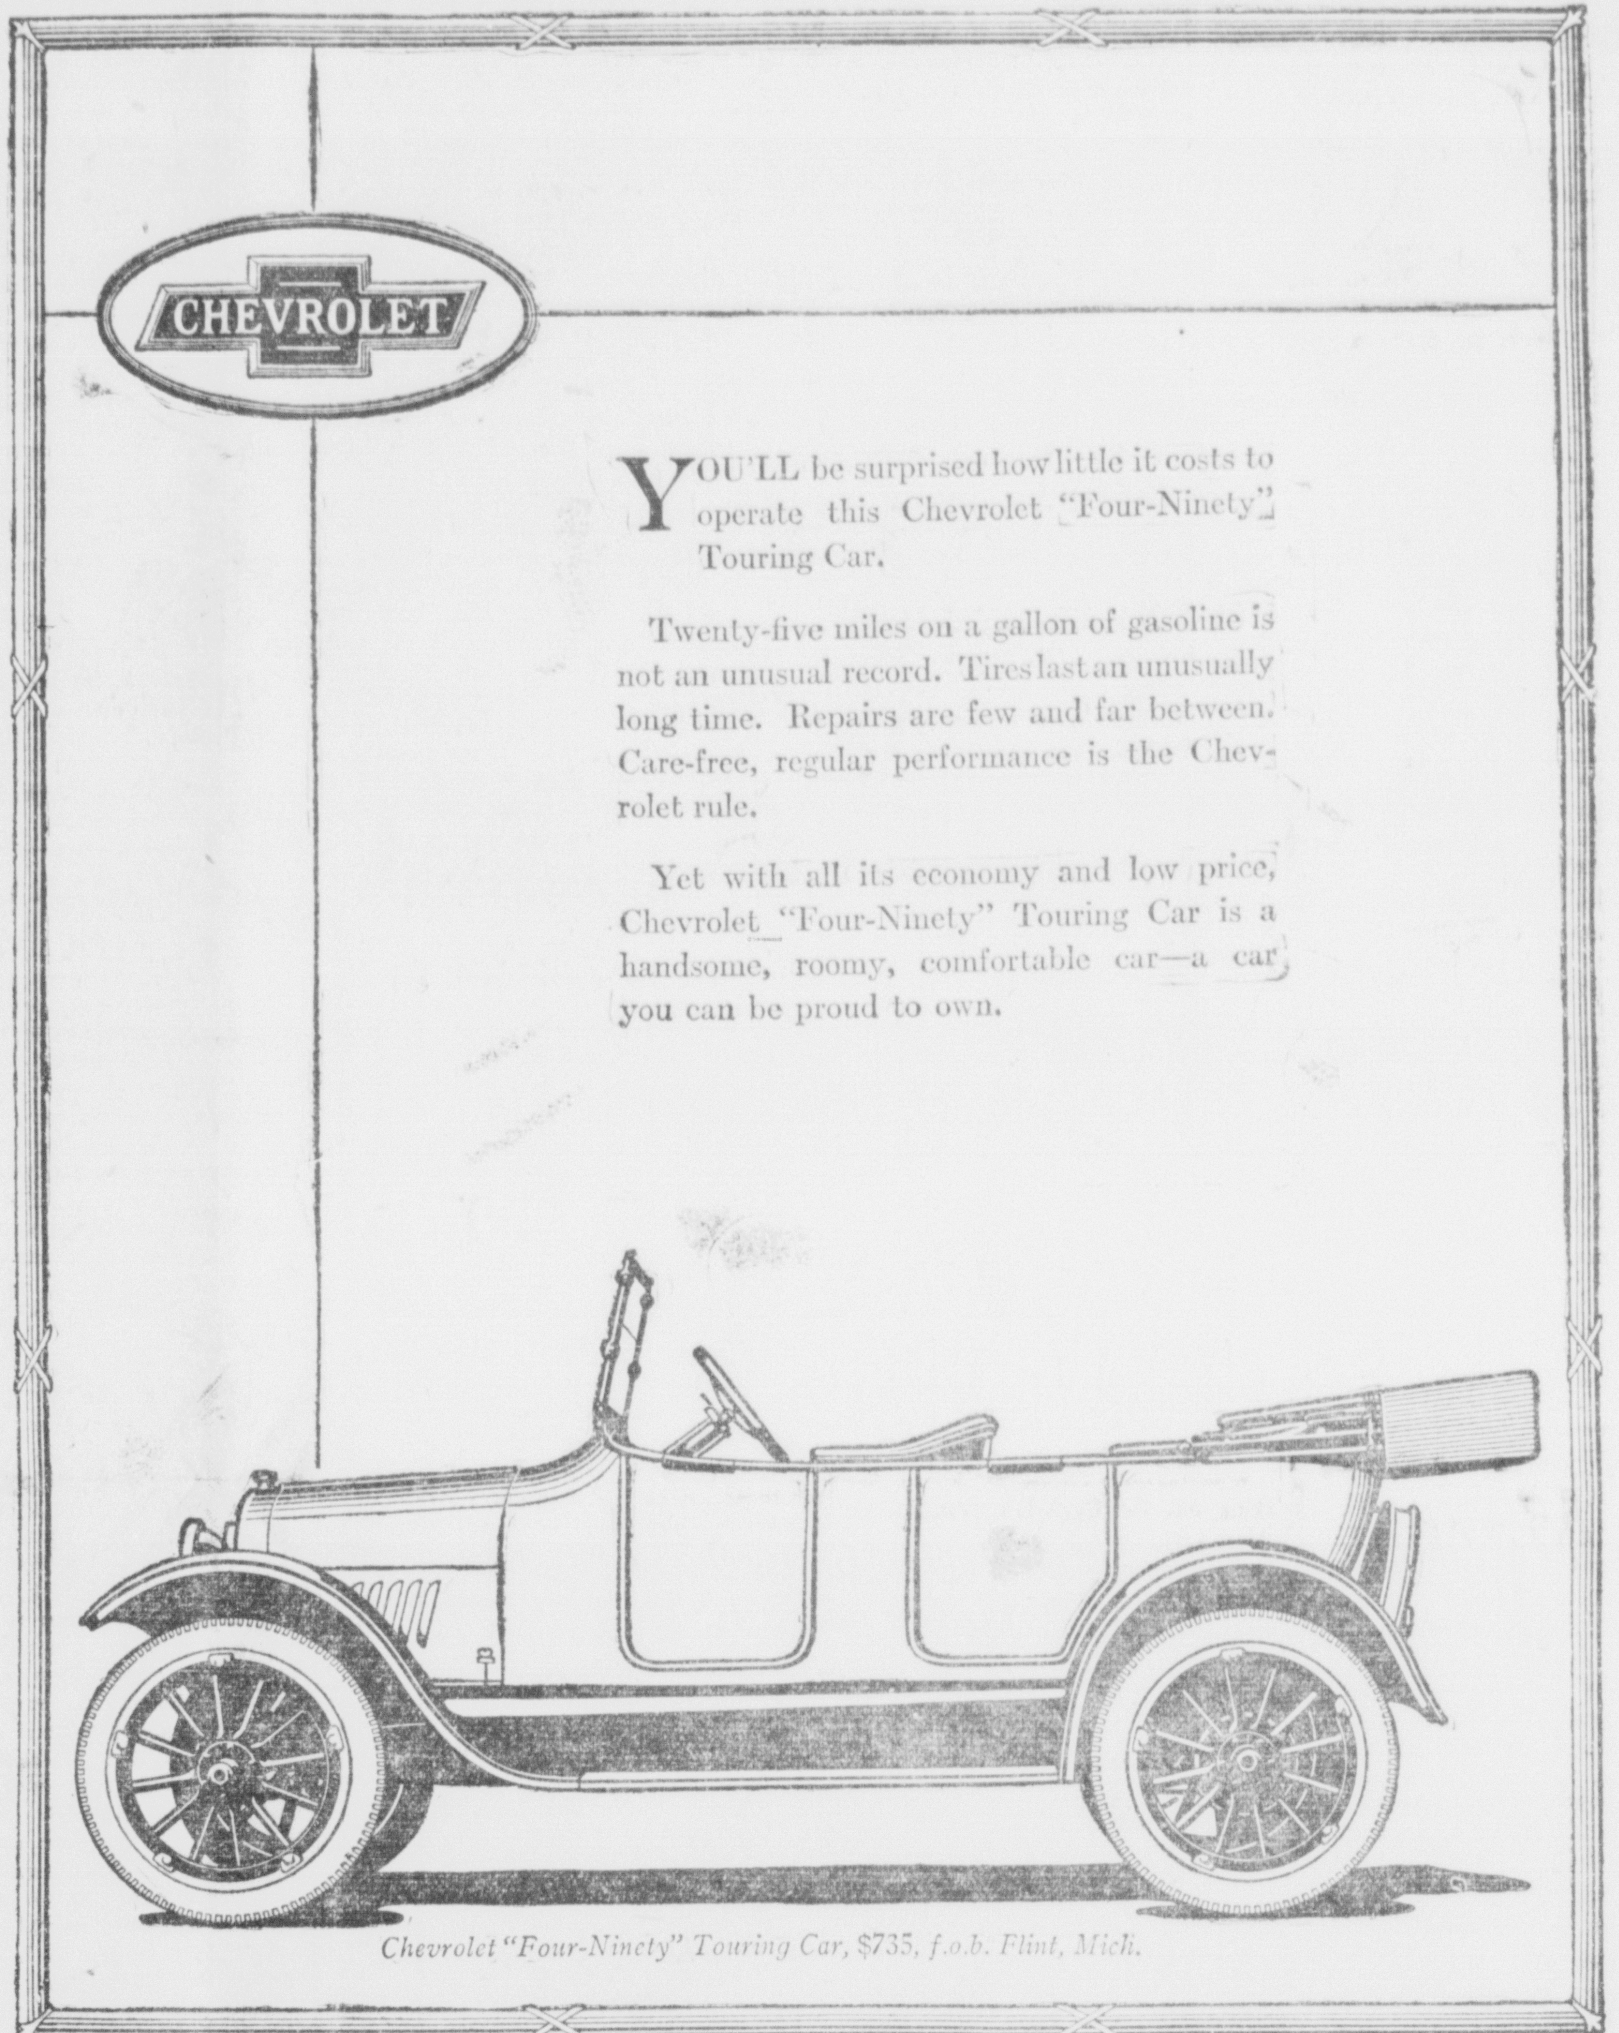 CHEVROLET
YOU'LL be surprised how little it costs to
operate this Chevrolet "Four-Ninety"
Touring Car.
Twenty-five miles on a gallon of gasoline is
not an unusual record. Tires last an unusually
long time. Repairs are few and far between.
Care-free, regular performance is the Chev-
rolet rule.
Yet with all its economy and low price,
Chevrolet "Four-Ninety" Touring Car is a
handsome, roomy, comfortable car—a car
you can be proud to own.
Chevrolet "Four-Ninety" Touring Car, $735, f.o.b. Flint, Mich.